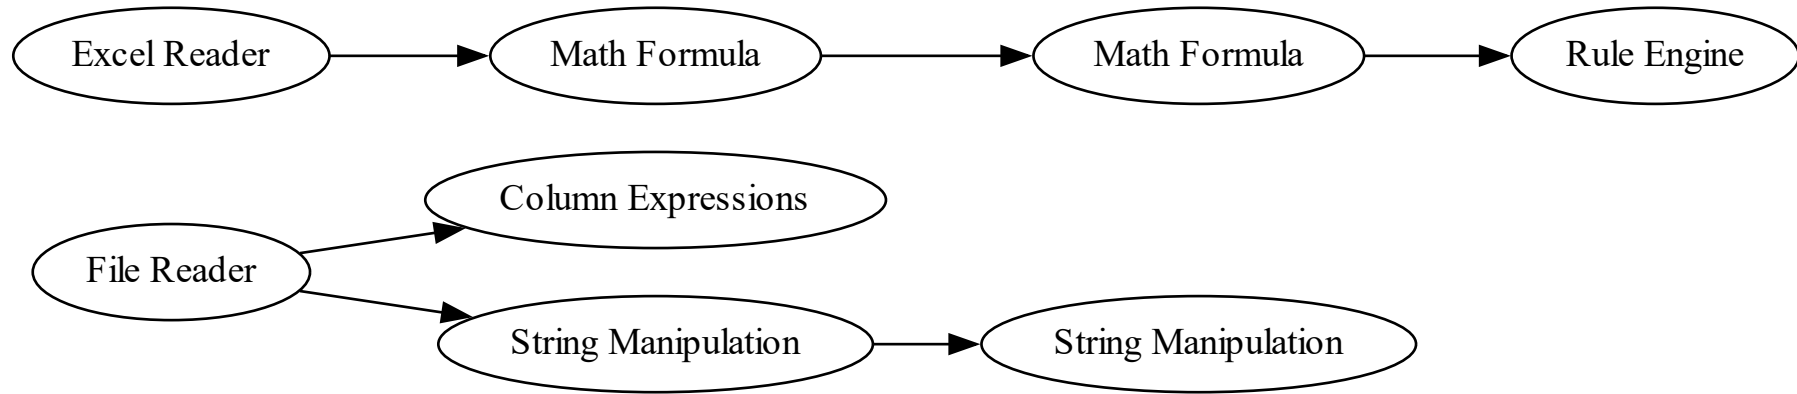 Excel Reader
Math Formula
Math Formula
Rule Engine
Column Expressions
File Reader
String Manipulation
String Manipulation